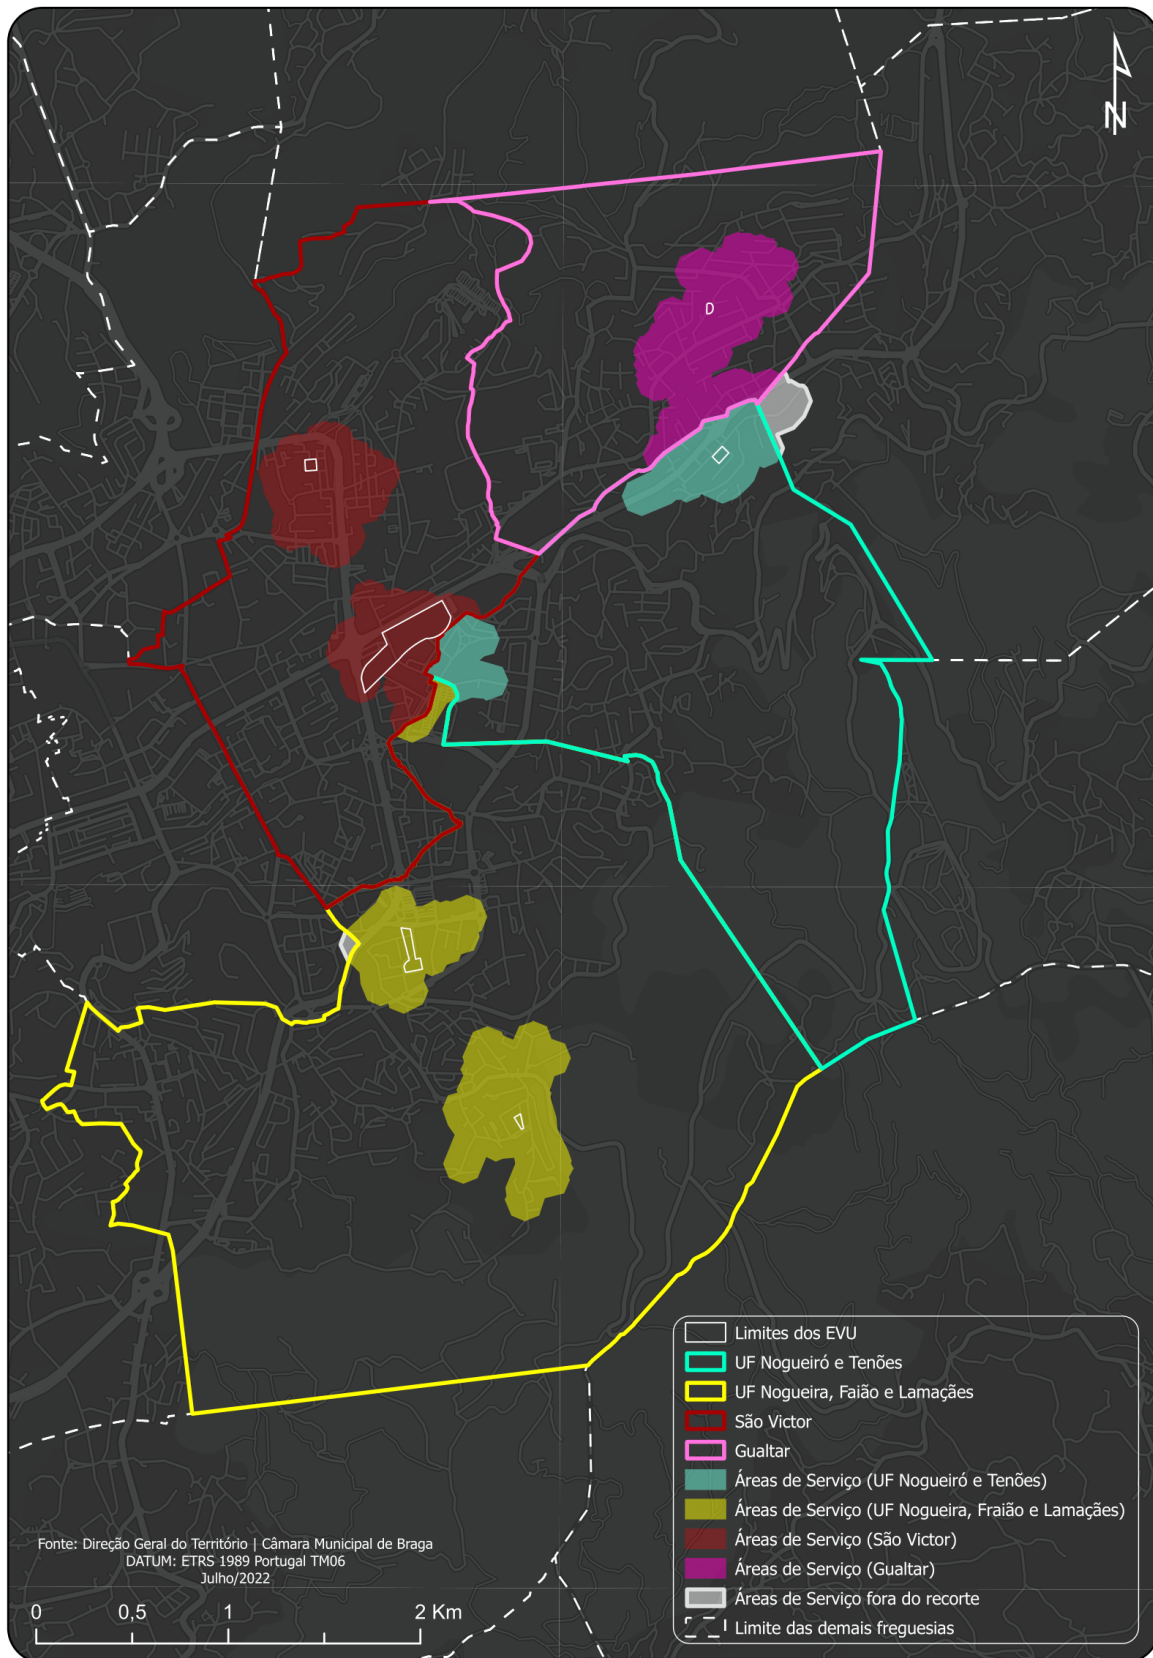 N
Limites dos EVU
UF Nogueiró e Tenões
UF Nogueira, Faião e Lamações
São Victor
Gualtar
Áreas de Serviço (UF Nogueiró e Tenões)
Áreas de Serviço (UF Nogueira, Fraião e Lamações)
Áreas de Serviço (São Victor)
Áreas de Serviço (Gualtar)
Áreas de Serviço fora do recorte
Limite das demais freguesias
Fonte: Direção Geral do Território | Câmara Municipal de Braga
DATUM: ETRS 1989 Portugal TM06
Julho/2022
0 0,5 1 2 Km